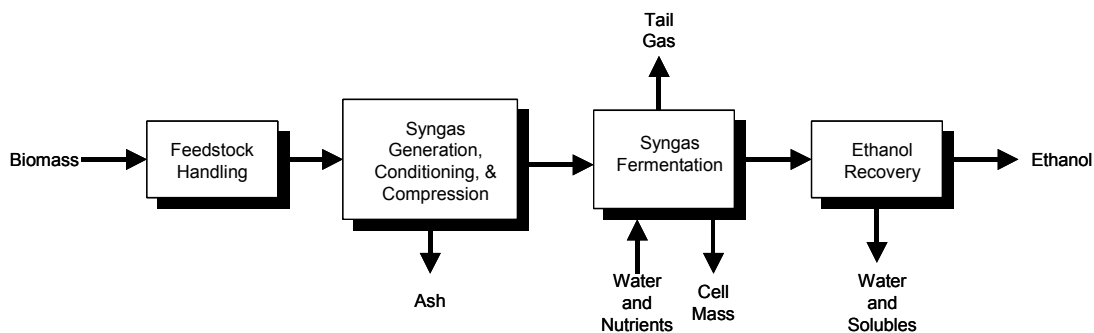 Tail
Gas
Biomass
Feedstock
Handling
Syngas
Generation,
Conditioning, &
Compression
Syngas
Fermentation
Ethanol
Recovery
Ethanol
Ash
Water
and
Nutrients
Cell
Mass
Water
and
Solubles